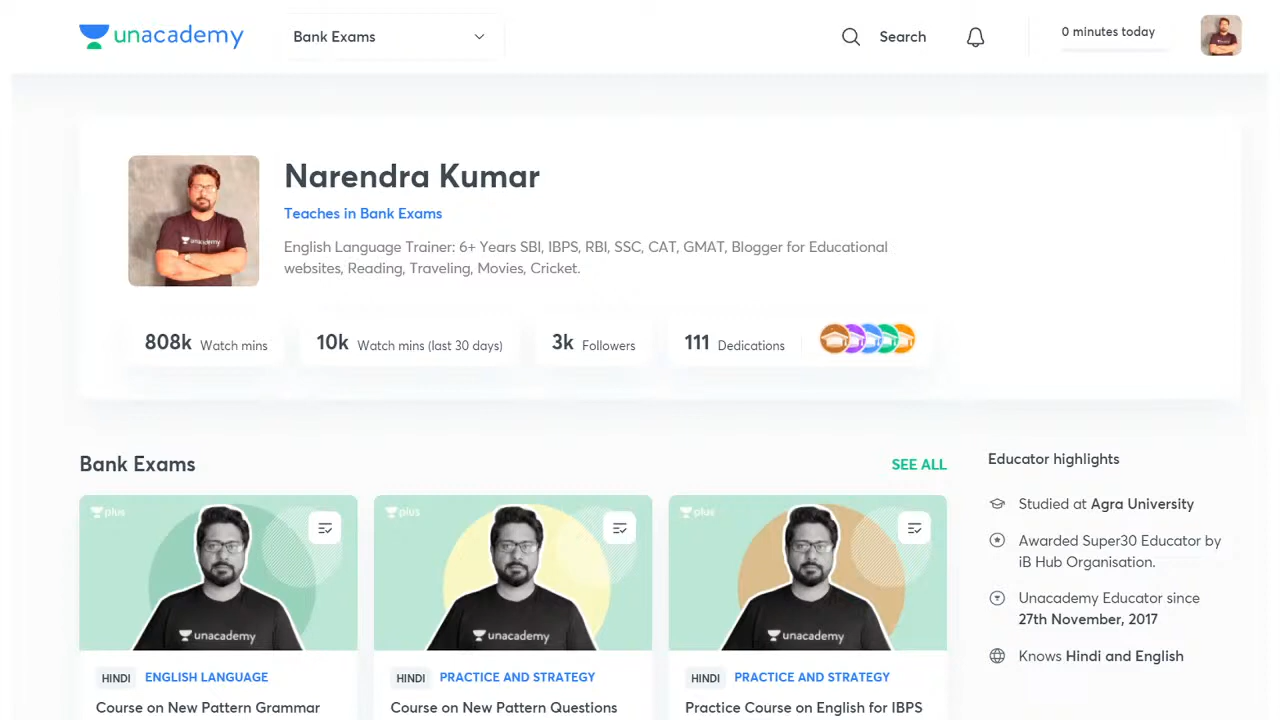 unacademy
Bank Exams
Search
0 minutes today
Narendra Kumar
Teaches in Bank Exams
English Language Trainer: 6+ Years SBI, IBPS, RBI, SSC, CAT, GMAT, Blogger for Educational
websites, Reading, Traveling, Movies, Cricket.
unacademy
808k Watch mins
10k Watch mins (last 30 days)
3k Followers
111 Dedications
Bank Exams
SEE ALL
plus
unacademy
HINDI ENGLISH LANGUAGE
Course on New Pattern Grammar
plus
unacademy
HINDI PRACTICE AND STRATEGY
Course on New Pattern Questions
plus
unacademy
HINDI PRACTICE AND STRATEGY
Practice Course on English for IBPS
Educator highlights
Studied at Agra University
Awarded Super30 Educator by
iB Hub Organisation.
Unacademy Educator since
27th November, 2017
Knows Hindi and English